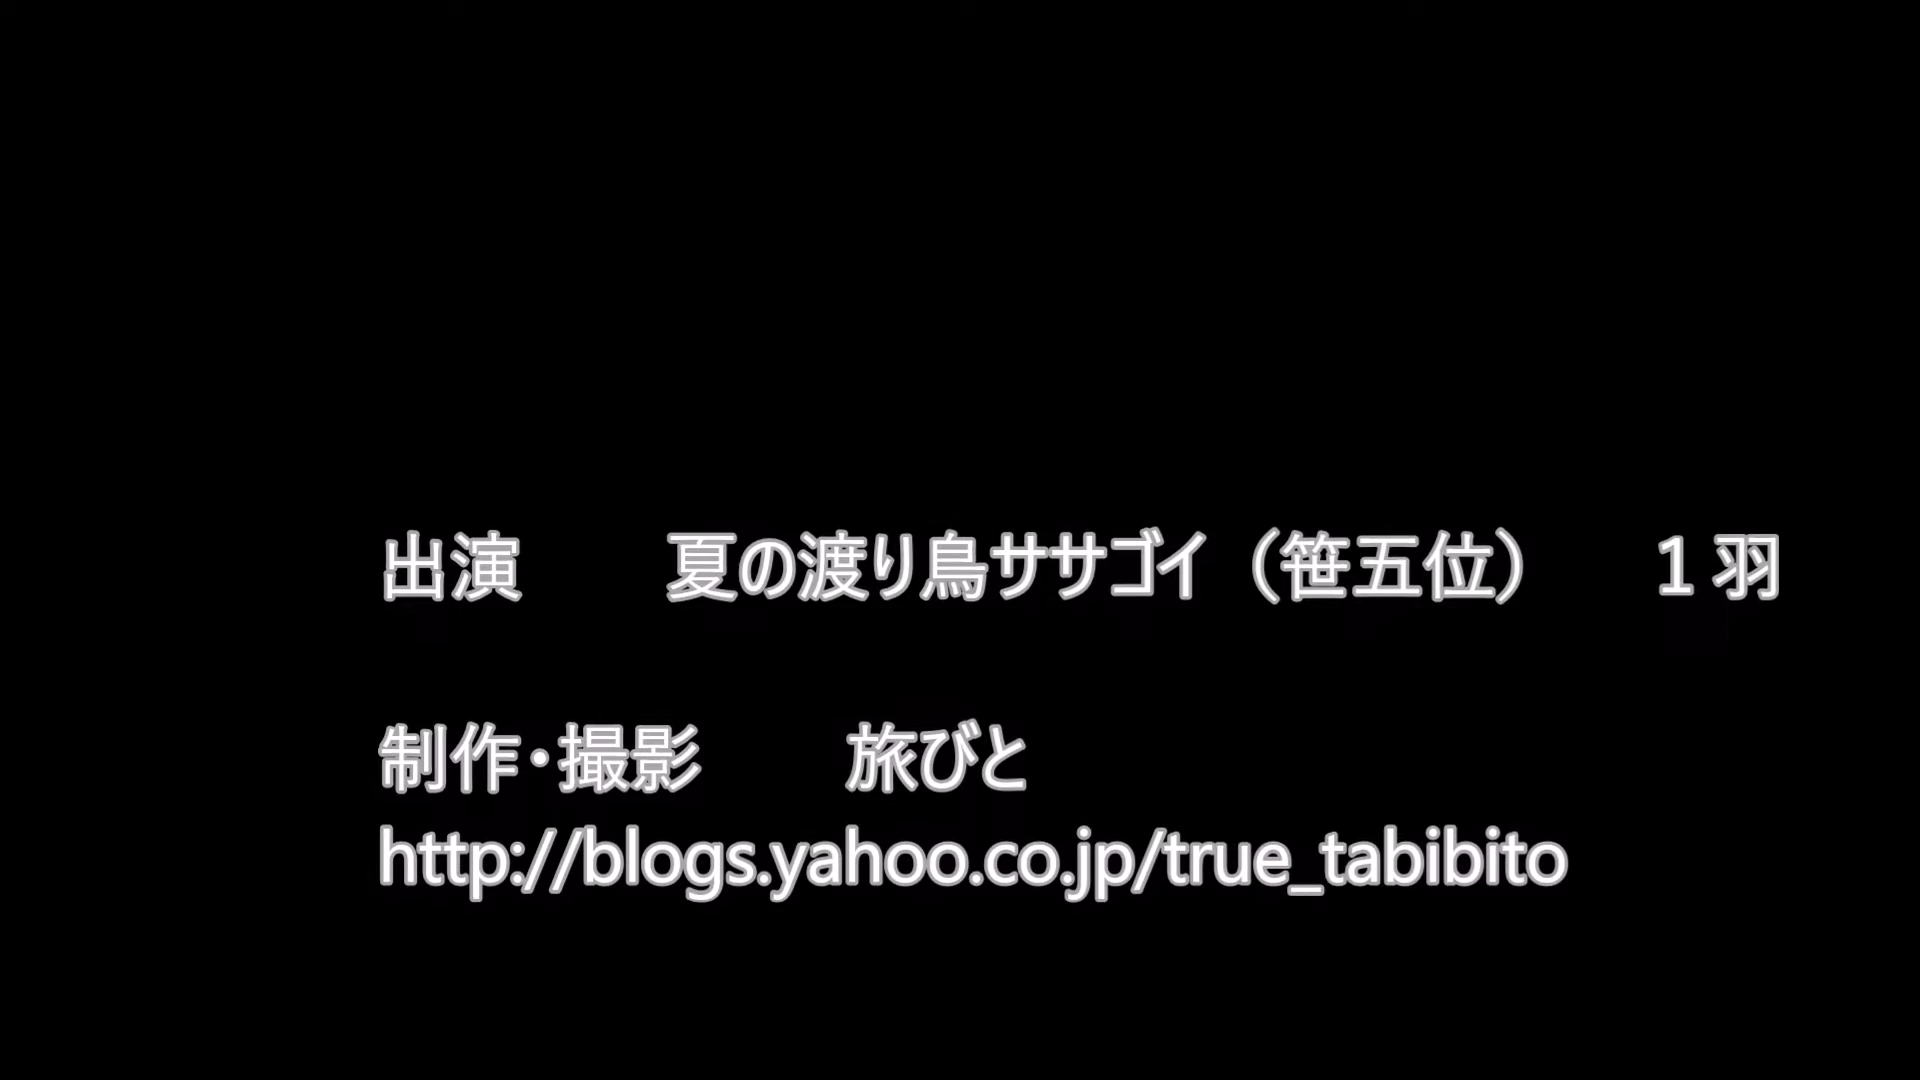 出演　　夏の渡り鳥ササゴイ（笹五位）　　１羽
制作・撮影　　旅びと
http://blogs.yahoo.co.jp/true_tabibito